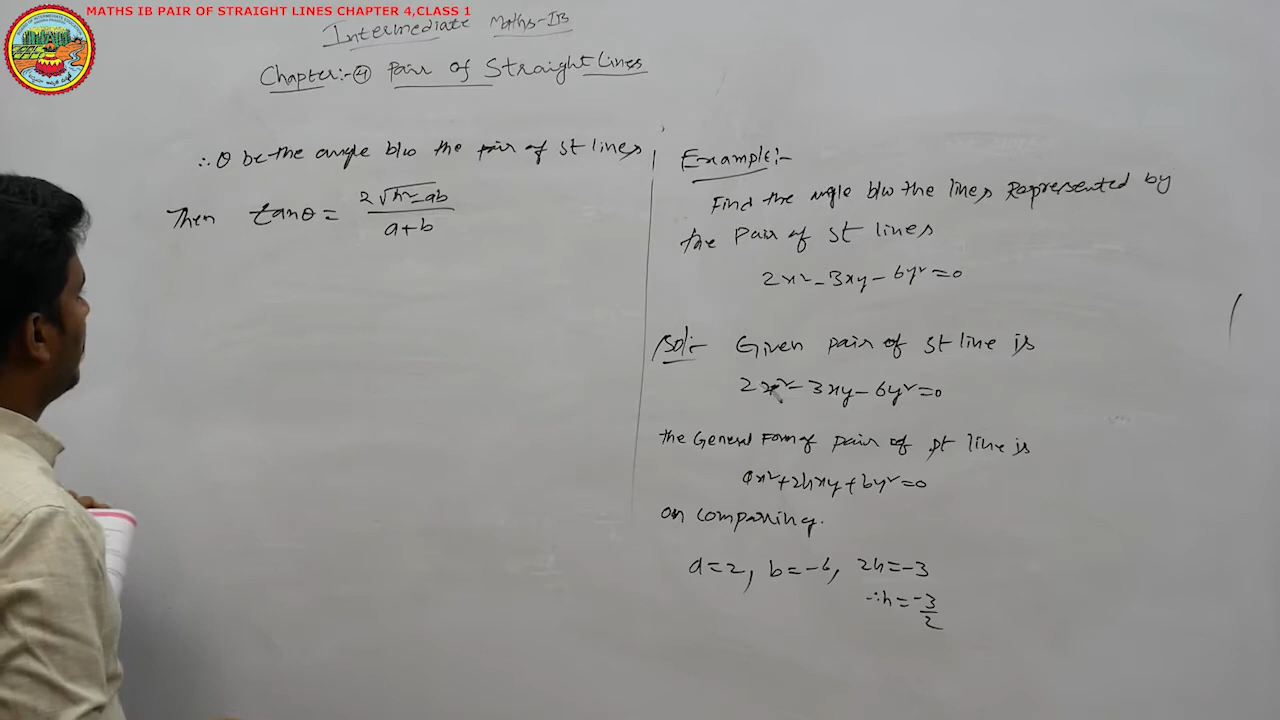 MATHS IB PAIR OF STRAIGHT LINES CHAPTER 4,CLASS 1
Intermediate Maths-IB
Chapter:-④ Pair of Straight Lines
∴ θ be the angle b/w the pair of st lines
Then tanθ = 2√h²-ab / a+b
Example:-
Find the angle b/w the lines Represented by
the Pair of st lines
2x²-3xy-6y²=0
Sol:- Given pair of st line is
2x²-3xy-6y²=0
the General Form of pair of st line is
ax²+2hxy+by²=0
on comparing.
a=2, b=-6, 2h=-3
∴h=-3/2